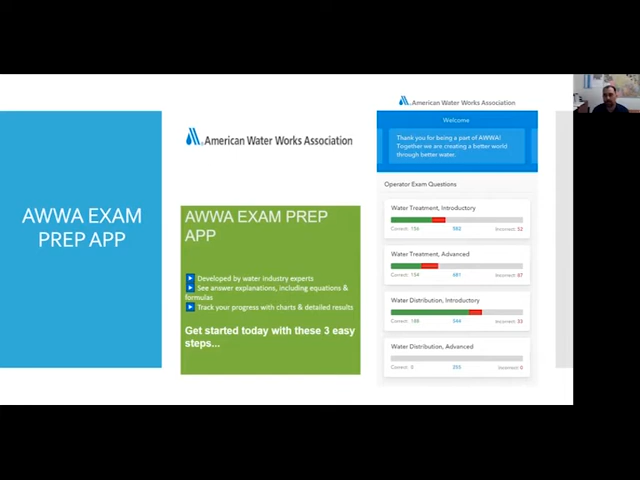 AWWA EXAM
PREP APP
American Water Works Association
AWWA EXAM PREP
APP
Developed by water industry experts
See answer explanations, including equations &
formulas
Track your progress with charts & detailed results
Get started today with these 3 easy
steps...
American Water Works Association
Welcome
Thank you for being a part of AWWA!
Together we are creating a better world
through better water.
Operator Exam Questions
Water Treatment, Introductory
Correct: 156 582 Incorrect: 32
Water Treatment, Advanced
Correct: 134 481 Incorrect: 57
Water Distribution, Introductory
Correct: 188 Incorrect: 33
Water Distribution, Advanced
Correct: 0 Incorrect: 0